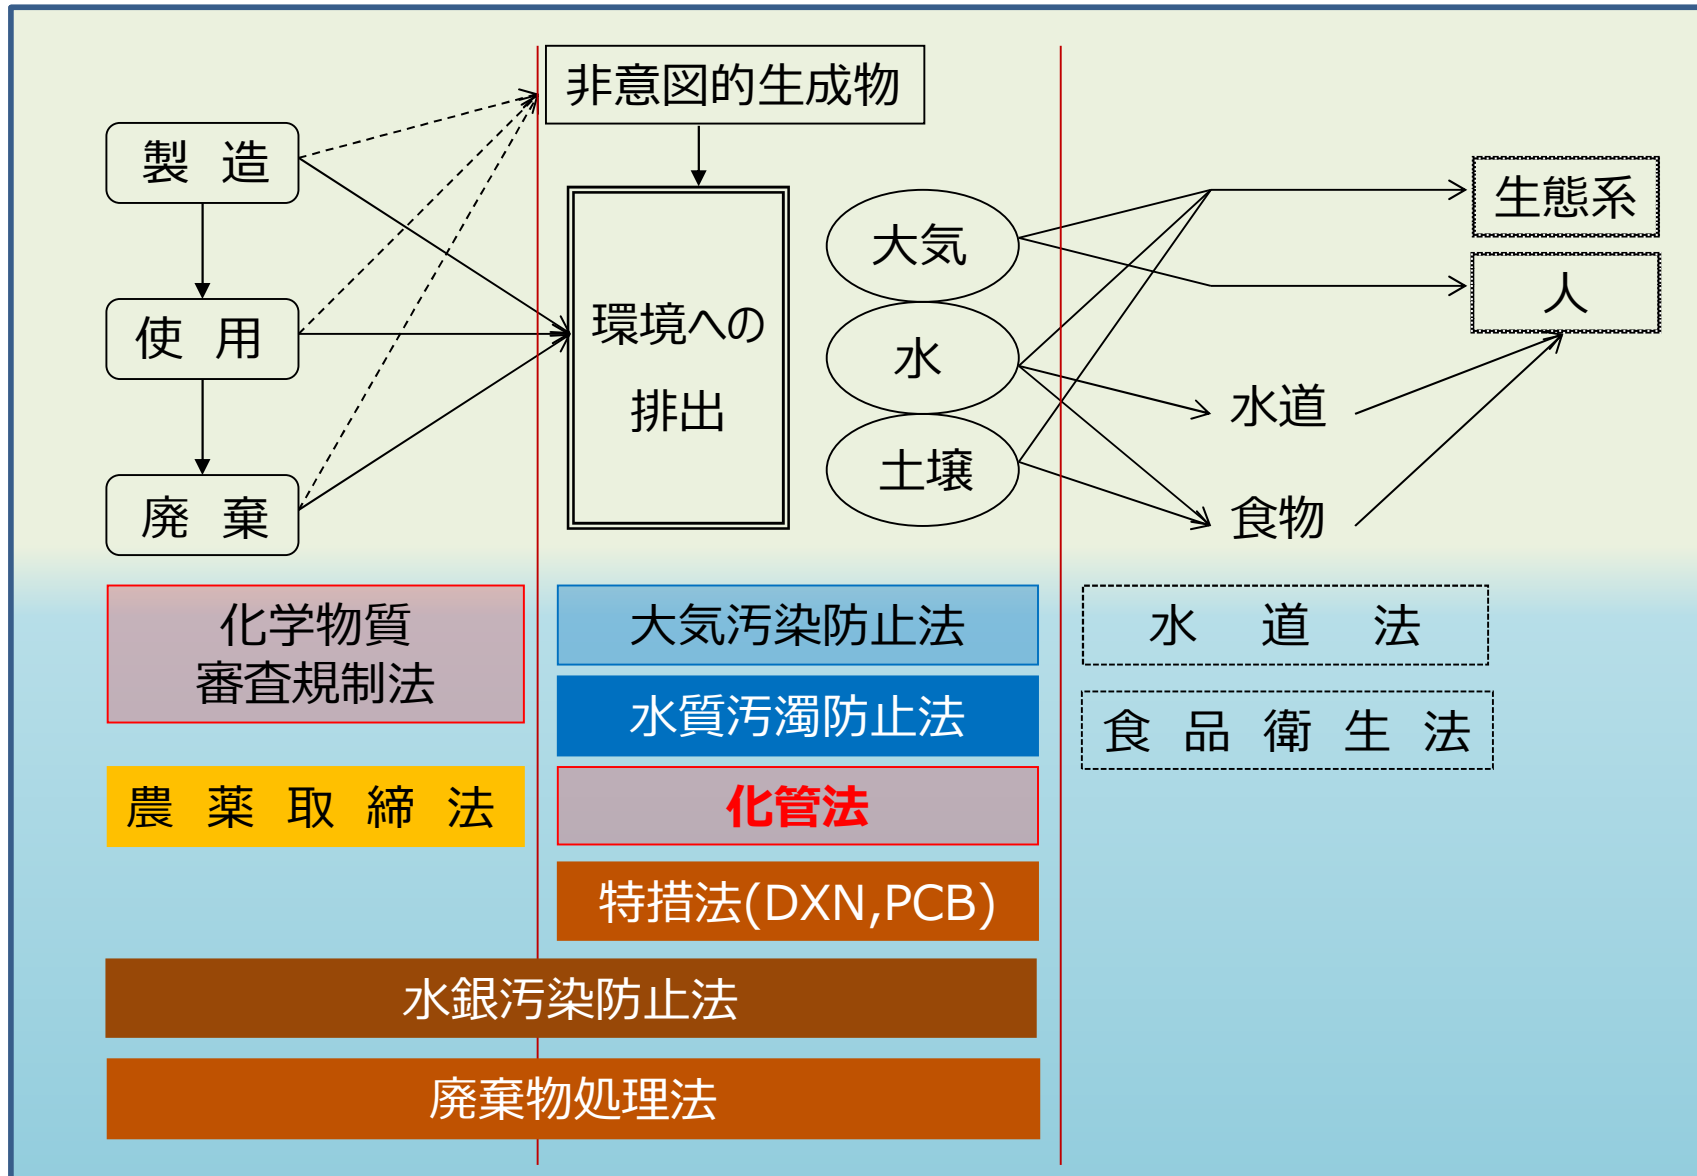 非意図的生成物
製 造
使 用
廃 棄
環境への
排出
大気
水
土壌
生態系
人
水道
食物
化学物質
審査規制法
農 薬 取 締 法
大気汚染防止法
水質汚濁防止法
化管法
特措法(DXN,PCB)
水 道 法
食 品 衛 生 法
水銀汚染防止法
廃棄物処理法